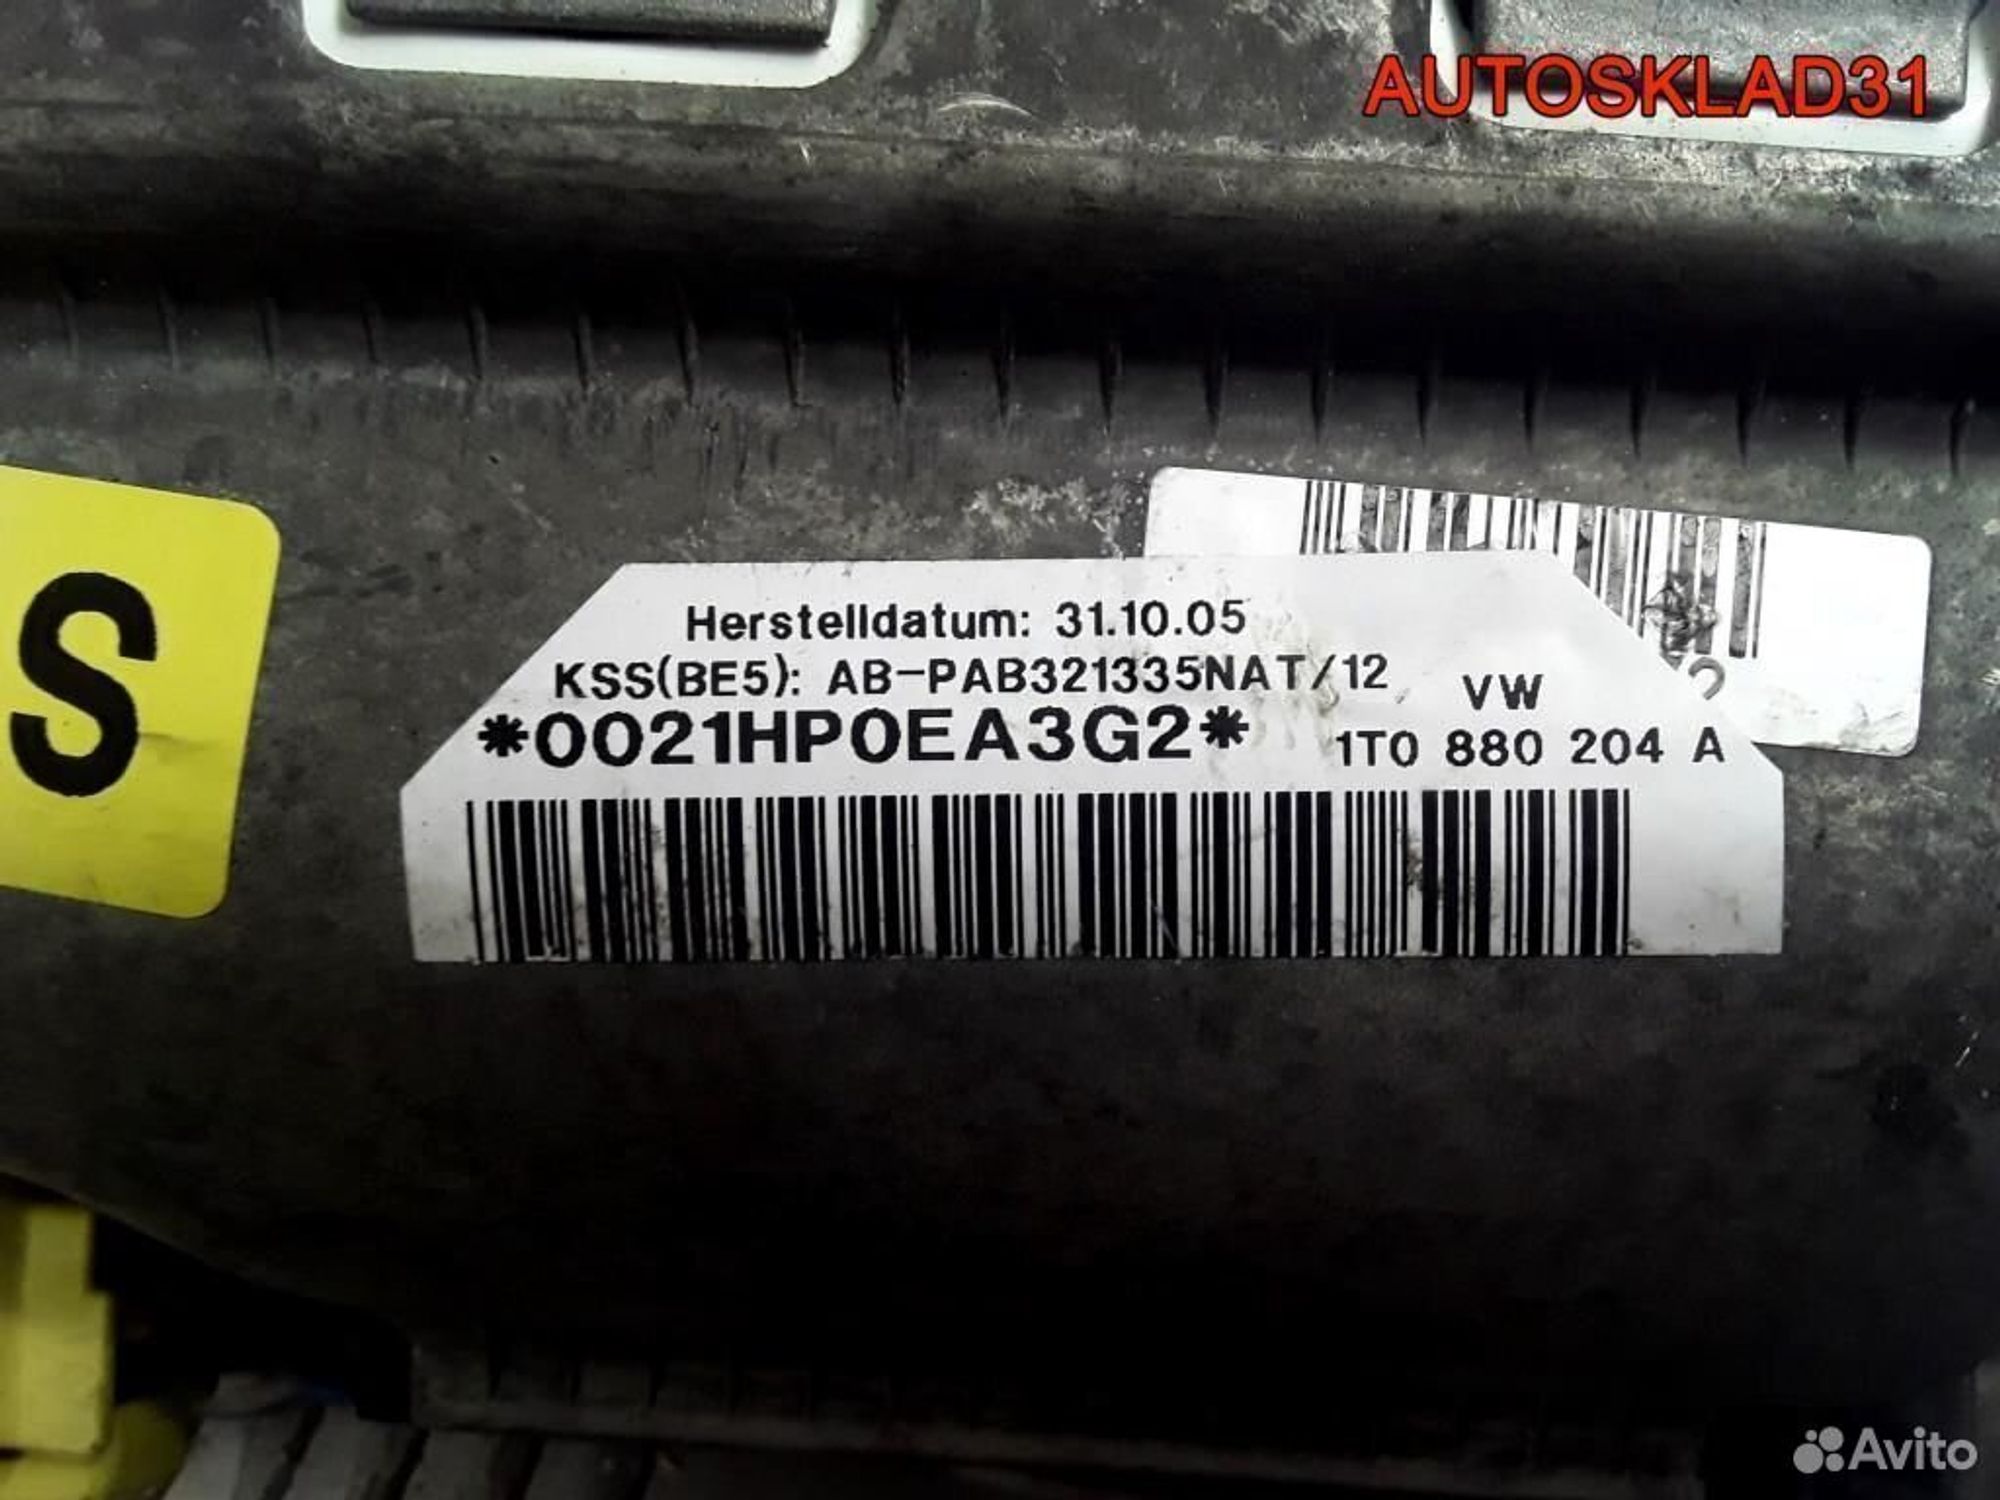 AUTOSKLAD31
S
Herstelldatum: 31.10.05
KSS(BE5): AB-PAB321335NAT/12
VW
*0021HP0EA3G2*
1T0 880 204 A
Avito